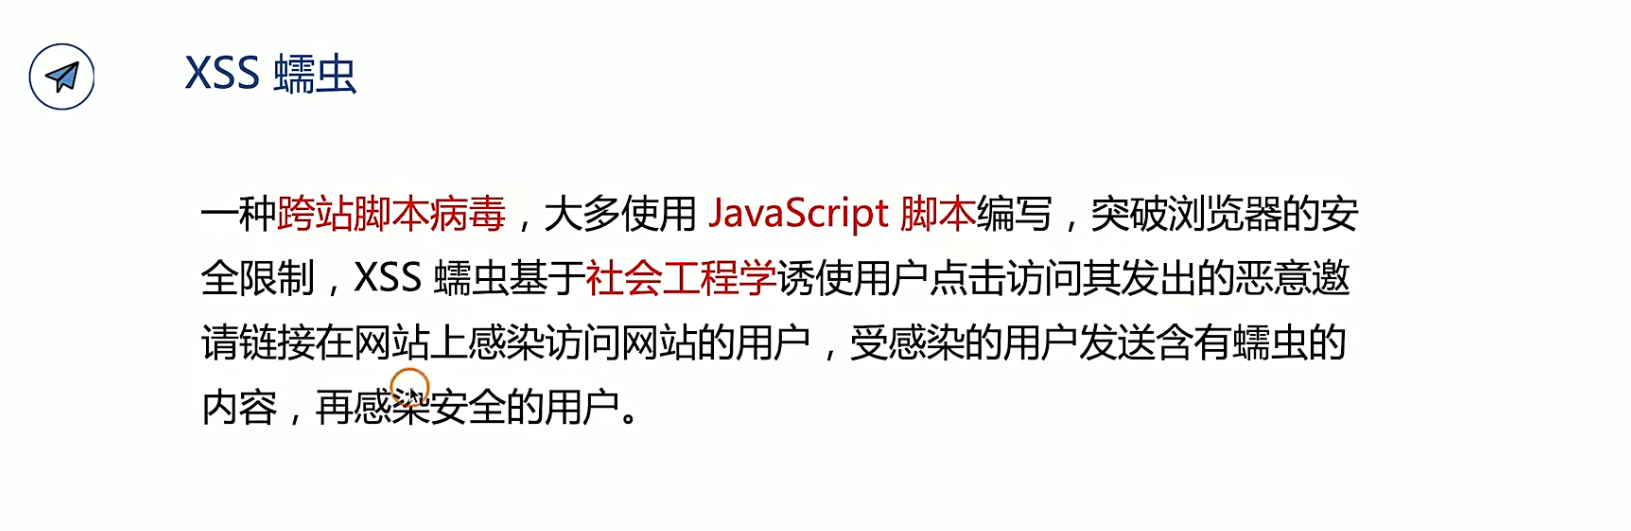 XSS 蠕虫
一种跨站脚本病毒，大多使用 JavaScript 脚本编写，突破浏览器的安
全限制，XSS 蠕虫基于社会工程学诱使用户点击访问其发出的恶意邀
请链接在网站上感染访问网站的用户，受感染的用户发送含有蠕虫的
内容，再感染安全的用户。